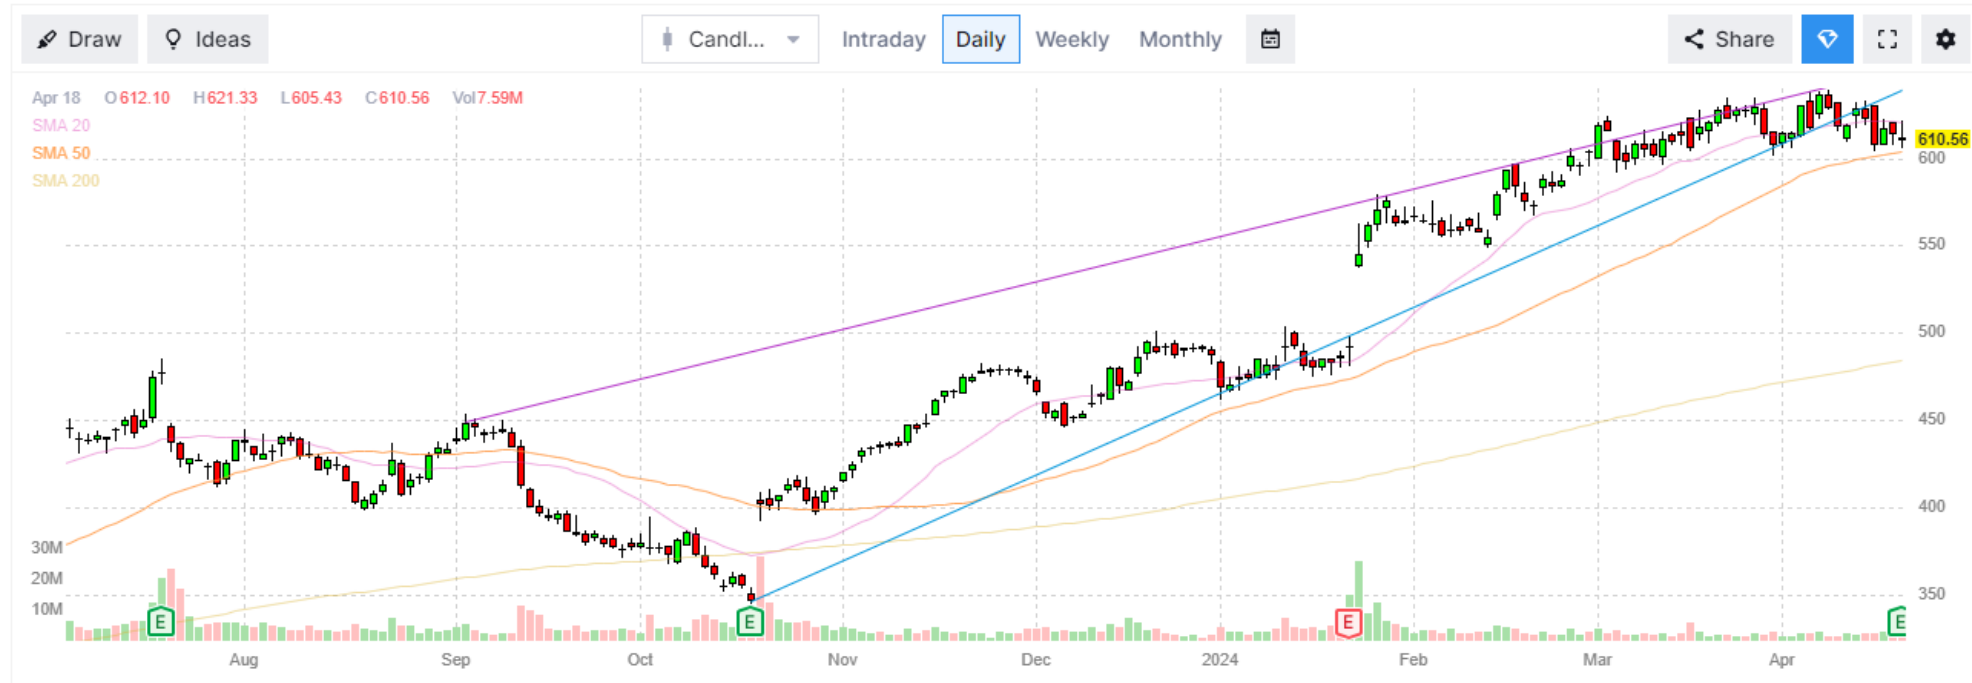 Draw Ideas Candl... Intraday Daily Weekly Monthly Share
Apr 18 O612.10 H621.33 L605.43 C610.56 Vol7.59M
SMA 20
SMA 50
SMA 200
610.56
600
550
500
450
400
30M
20M
10M
350
E E E E
Aug Sep Oct Nov Dec 2024 Feb Mar Apr